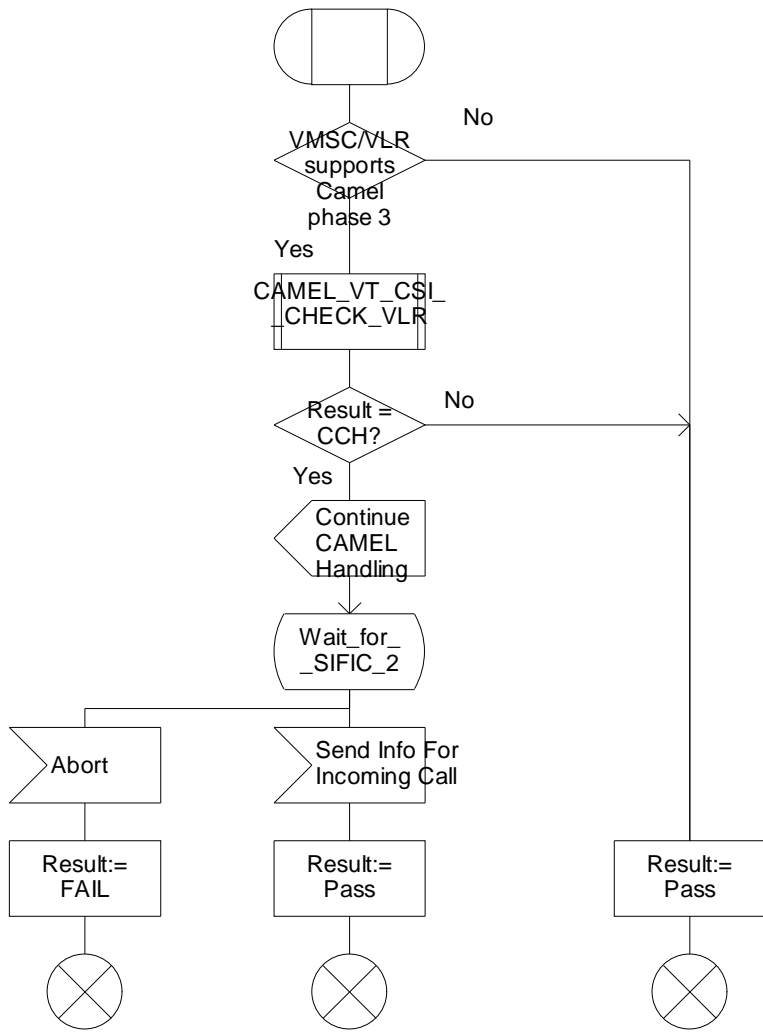 No
VMSC/VLR
supports
Camel
phase 3
Yes
CAMEL_VT_CSI_
_CHECK_VLR
No
Result =
CCH?
Yes
Continue
CAMEL
Handling
Wait_for_
_SIFIC_2
Abort
Send Info For
Incoming Call
Result:=
FAIL
Result:=
Pass
Result:=
Pass